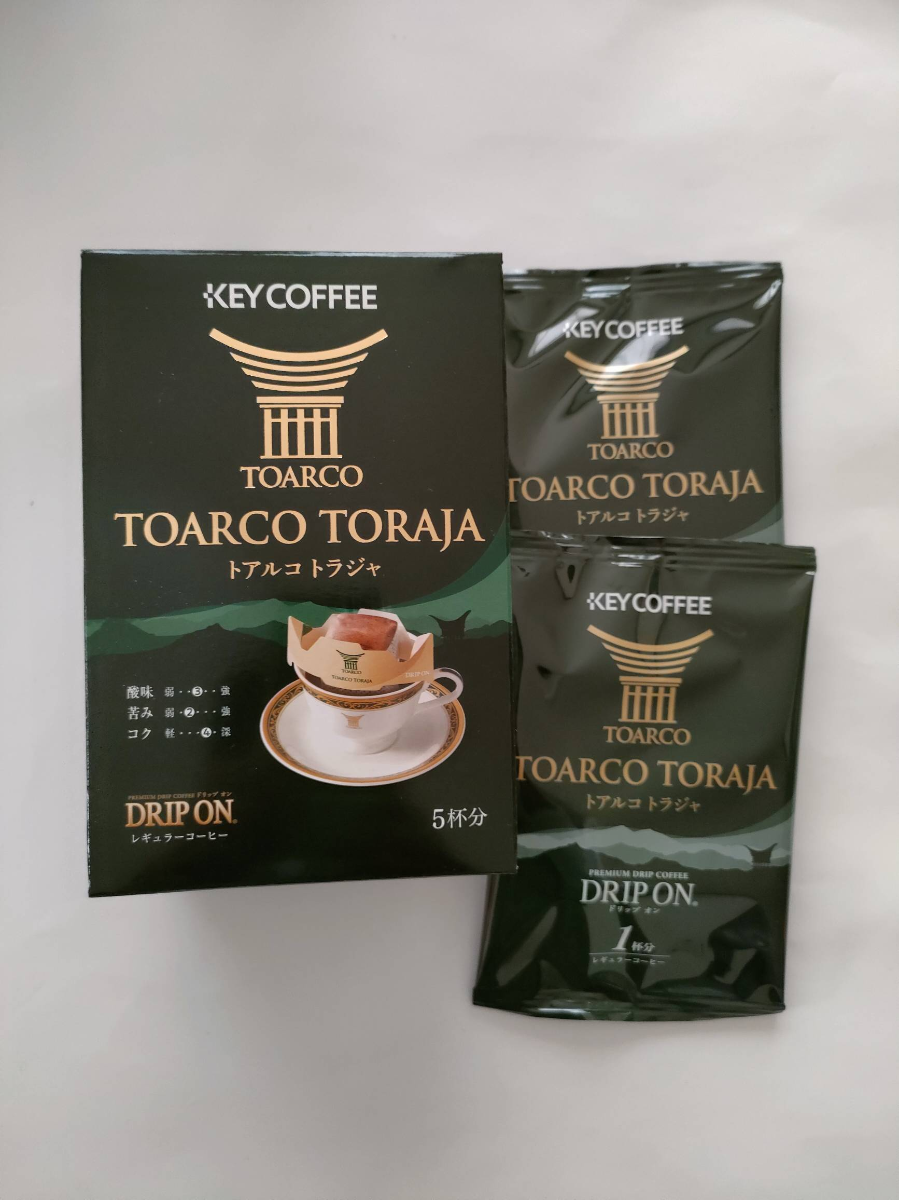 KEY COFFEE
TOARCO
TOARCO TORAJA
トアルコ トラジャ
TOARCO
TOARCO TORAJA
DRIP ON
酸味 弱・・❸・・強
苦み 弱・❷・・・強
コク 軽・・・❹・深
PREMIUM DRIP COFFEE ドリップ オン
DRIP ON®
レギュラーコーヒー
5杯分
KEY COFFEE
TOARCO
TOARCO TORAJA
トアルコ トラジャ
KEY COFFEE
TOARCO
TOARCO TORAJA
トアルコ トラジャ
PREMIUM DRIP COFFEE
DRIP ON®
ドリップ オン
1杯分
レギュラーコーヒー